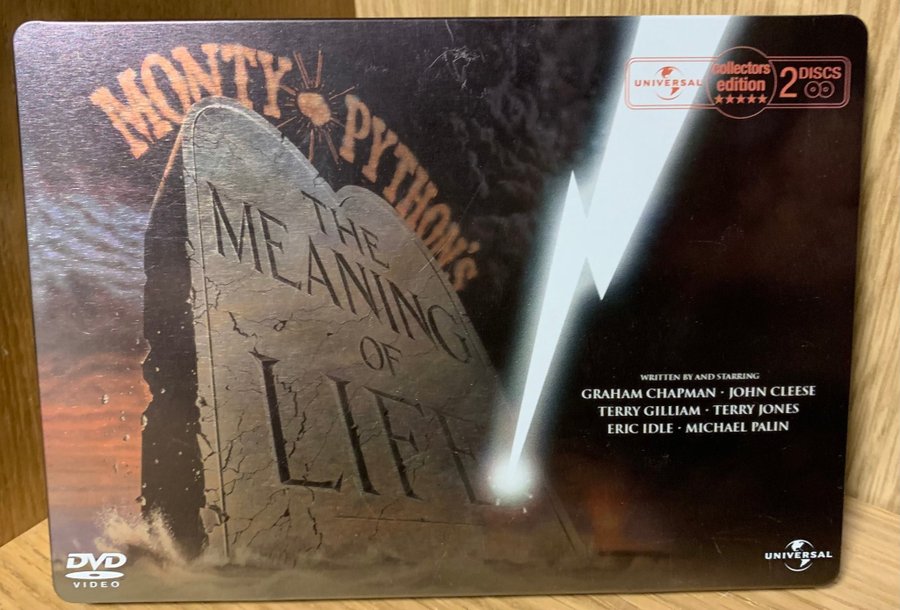 MONTY PYTHON'S
THE
MEANING
OF
LIFE
UNIVERSAL
collectors
edition
2 DISCS
WRITTEN BY AND STARRING
GRAHAM CHAPMAN · JOHN CLEESE
TERRY GILLIAM · TERRY JONES
ERIC IDLE · MICHAEL PALIN
DVD
VIDEO
UNIVERSAL